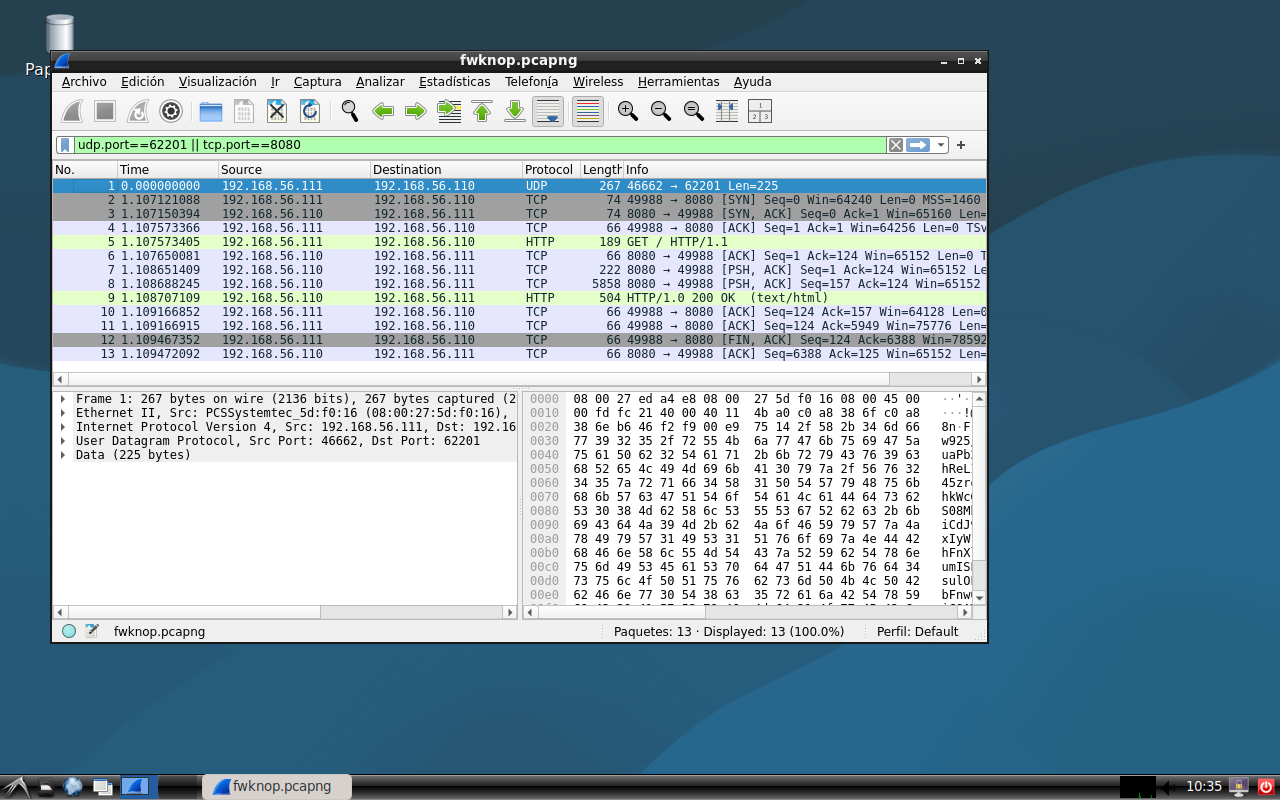 Pap
fwknop.pcapng
Archivo Edición Visualización Ir Captura Analizar Estadísticas Telefonía Wireless Herramientas Ayuda
udp.port==62201 || tcp.port==8080
No. Time Source Destination Protocol Length Info
1 0.000000000 192.168.56.111 192.168.56.110 UDP 267 46662 → 62201 Len=225
2 1.107121088 192.168.56.111 192.168.56.110 TCP 74 49988 → 8080 [SYN] Seq=0 Win=64240 Len=0 MSS=1460
3 1.107150394 192.168.56.110 192.168.56.111 TCP 74 8080 → 49988 [SYN, ACK] Seq=0 Ack=1 Win=65160 Len=
4 1.107573366 192.168.56.111 192.168.56.110 TCP 66 49988 → 8080 [ACK] Seq=1 Ack=1 Win=64256 Len=0 TSv
5 1.107573405 192.168.56.111 192.168.56.110 HTTP 189 GET / HTTP/1.1
6 1.107650081 192.168.56.110 192.168.56.111 TCP 66 8080 → 49988 [ACK] Seq=1 Ack=124 Win=65152 Len=0 T
7 1.108651409 192.168.56.110 192.168.56.111 TCP 222 8080 → 49988 [PSH, ACK] Seq=1 Ack=124 Win=65152 Le
8 1.108688245 192.168.56.110 192.168.56.111 TCP 5858 8080 → 49988 [PSH, ACK] Seq=157 Ack=124 Win=65152
9 1.108707109 192.168.56.110 192.168.56.111 HTTP 504 HTTP/1.0 200 OK (text/html)
10 1.109166852 192.168.56.111 192.168.56.110 TCP 66 49988 → 8080 [ACK] Seq=124 Ack=157 Win=64128 Len=0
11 1.109166915 192.168.56.111 192.168.56.110 TCP 66 49988 → 8080 [ACK] Seq=124 Ack=5949 Win=75776 Len=
12 1.109467352 192.168.56.111 192.168.56.110 TCP 66 49988 → 8080 [FIN, ACK] Seq=124 Ack=6388 Win=78592
13 1.109472092 192.168.56.110 192.168.56.111 TCP 66 8080 → 49988 [ACK] Seq=6388 Ack=125 Win=65152 Len=
Frame 1: 267 bytes on wire (2136 bits), 267 bytes captured (2
Ethernet II, Src: PCSSystemtec_5d:f0:16 (08:00:27:5d:f0:16),
Internet Protocol Version 4, Src: 192.168.56.111, Dst: 192.16
User Datagram Protocol, Src Port: 46662, Dst Port: 62201
Data (225 bytes)
0000 08 00 27 ed a4 e8 08 00 27 5d f0 16 08 00 45 00 ··'·
0010 00 fd fc 21 40 00 40 11 4b a0 c0 a8 38 6f c0 a8 ···!
0020 38 6e b6 46 f2 f9 00 e9 75 14 2f 58 2b 34 6d 66 8n·F
0030 77 39 32 35 2f 72 55 4b 6a 77 47 6b 75 69 47 5a w925
0040 75 61 50 62 32 54 61 71 2b 6b 72 79 43 76 39 63 uaPb
0050 68 52 65 4c 49 4d 69 6b 41 30 79 7a 2f 56 76 32 hReL
0060 34 35 7a 72 71 66 34 58 31 50 54 57 79 48 75 6b 45zr
0070 68 6b 57 63 47 51 54 6f 54 61 4c 61 44 64 73 62 hkWc
0080 53 30 38 4d 62 58 6c 53 55 53 67 52 62 63 2b 6b S08M
0090 69 43 64 4a 39 4d 2b 62 4a 6f 46 59 79 57 7a 4a iCdJ
00a0 78 49 79 57 31 49 53 31 51 76 6f 69 7a 4e 44 42 xIyW
00b0 68 46 6e 58 6c 55 4d 54 43 7a 52 59 62 54 78 6e hFnX
00c0 75 6d 49 53 45 61 53 70 64 47 51 44 6b 76 64 34 umIS
00d0 73 75 6c 4f 50 51 75 76 62 73 6d 50 4b 4c 50 42 sulO
00e0 62 46 6e 77 30 54 38 63 35 72 61 6a 42 54 78 59 bFnw
fwknop.pcapng Paquetes: 13 · Displayed: 13 (100.0%) Perfil: Default
fwknop.pcapng 10:35